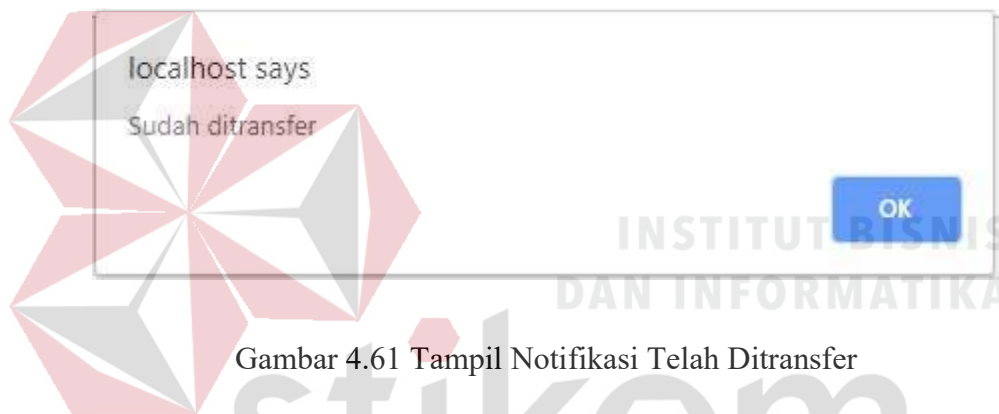 localhost says
Sudah ditransfer
OK
INSTITUT BISNIS
DAN INFORMATIKA
Gambar 4.61 Tampil Notifikasi Telah Ditransfer
stikom